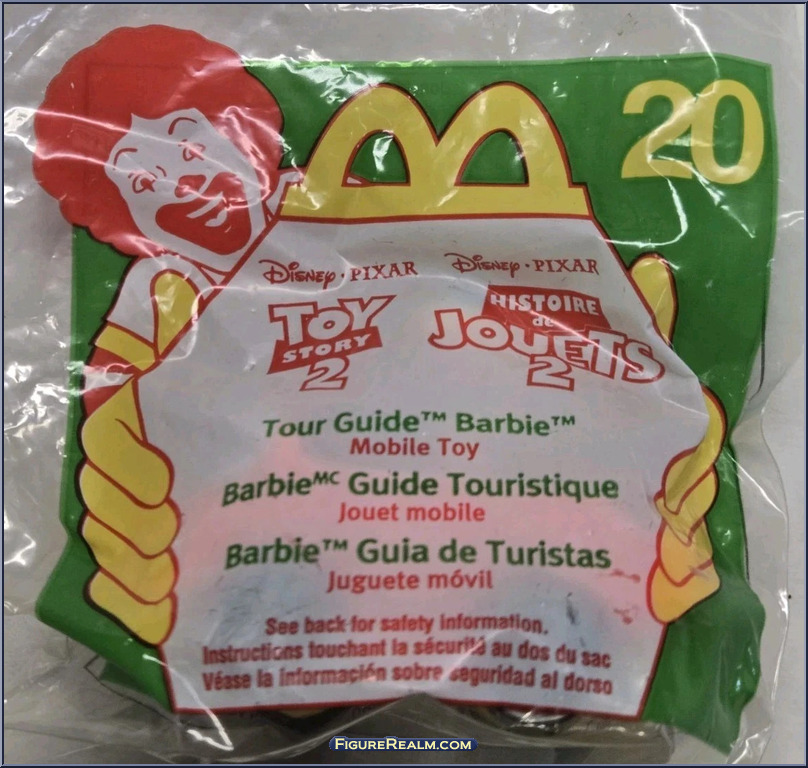 20
Disney · PIXAR
TOY
STORY
2
Disney · PIXAR
HISTOIRE
de
JOUETS
2
Tour Guide™ Barbie™
Mobile Toy
Barbie ᴹᶜ Guide Touristique
Jouet mobile
Barbie™ Guia de Turistas
Juguete móvil
See back for safety information.
Instructions touchant la sécurité au dos du sac
Véase la información sobre seguridad al dorso
FIGUREREALM.COM